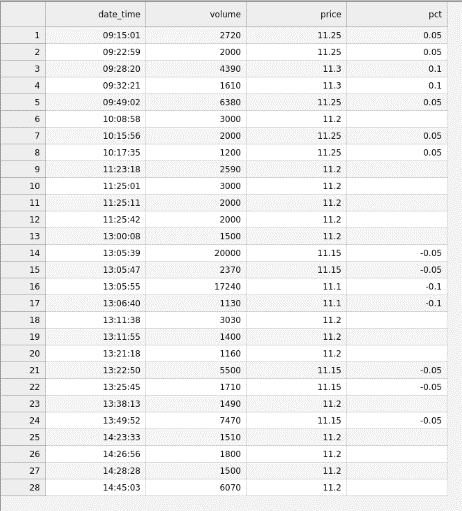 date_time volume price pct
1 09:15:01 2720 11.25 0.05
2 09:22:59 2000 11.25 0.05
3 09:28:20 4390 11.3 0.1
4 09:32:21 1610 11.3 0.1
5 09:49:02 6380 11.25 0.05
6 10:08:58 3000 11.2
7 10:15:56 2000 11.25 0.05
8 10:17:35 1200 11.25 0.05
9 11:23:18 2590 11.2
10 11:25:01 3000 11.2
11 11:25:11 2000 11.2
12 11:25:42 2000 11.2
13 13:00:08 1500 11.2
14 13:05:39 20000 11.15 -0.05
15 13:05:47 2370 11.15 -0.05
16 13:05:55 17240 11.1 -0.1
17 13:06:40 1130 11.1 -0.1
18 13:11:38 3030 11.2
19 13:11:55 1400 11.2
20 13:21:18 1160 11.2
21 13:22:50 5500 11.15 -0.05
22 13:25:45 1710 11.15 -0.05
23 13:38:13 1490 11.2
24 13:49:52 7470 11.15 -0.05
25 14:23:33 1510 11.2
26 14:26:56 1800 11.2
27 14:28:28 1500 11.2
28 14:45:03 6070 11.2